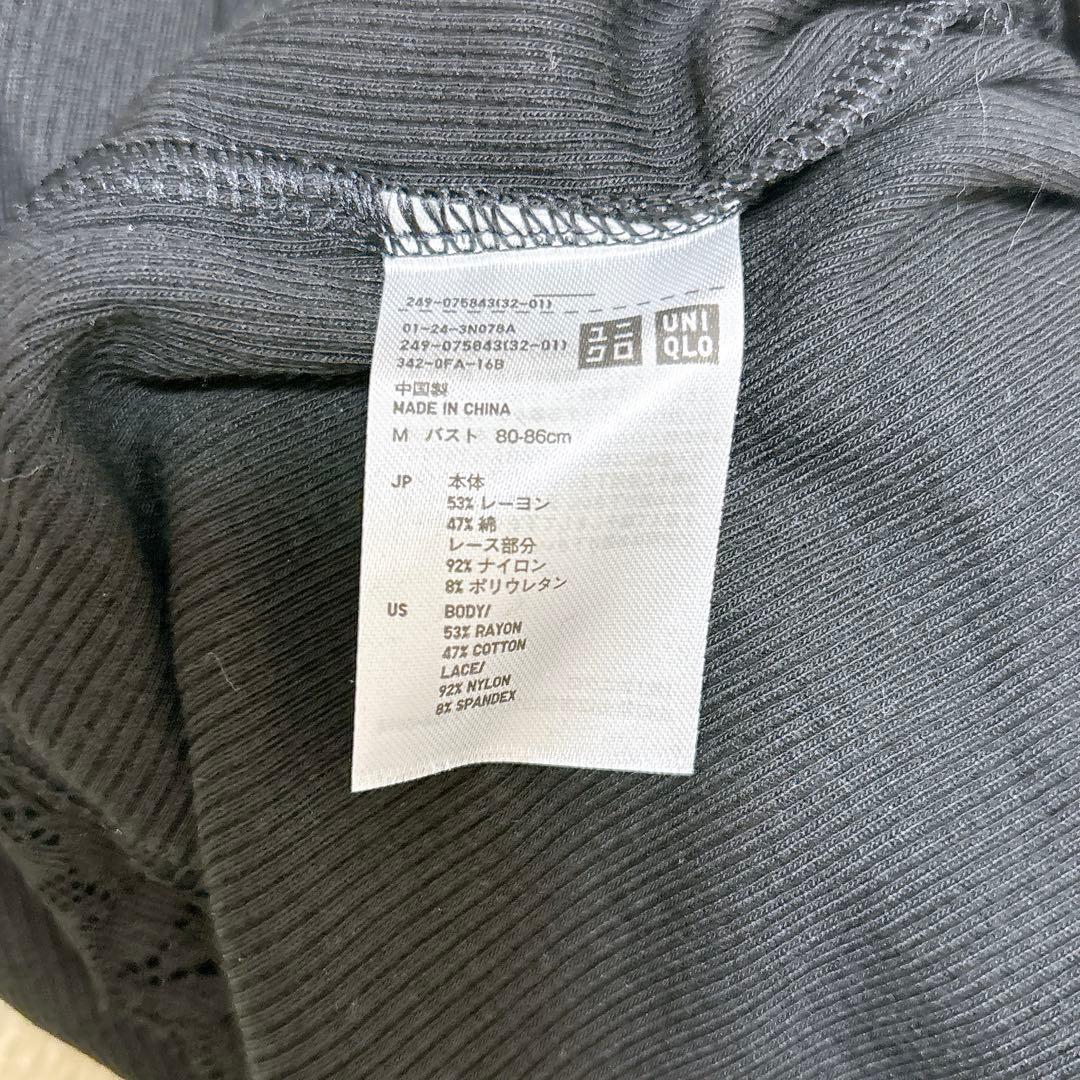 249-075843(32-01)
01-24-3N078A
249-075843(32-01)
342-0FA-16B
ユニ
クロ
UNI
QLO
中国製
MADE IN CHINA
M バスト 80-86cm
JP 本体
53% レーヨン
47% 綿
レース部分
92% ナイロン
8% ポリウレタン
US BODY/
53% RAYON
47% COTTON
LACE/
92% NYLON
8% SPANDEX